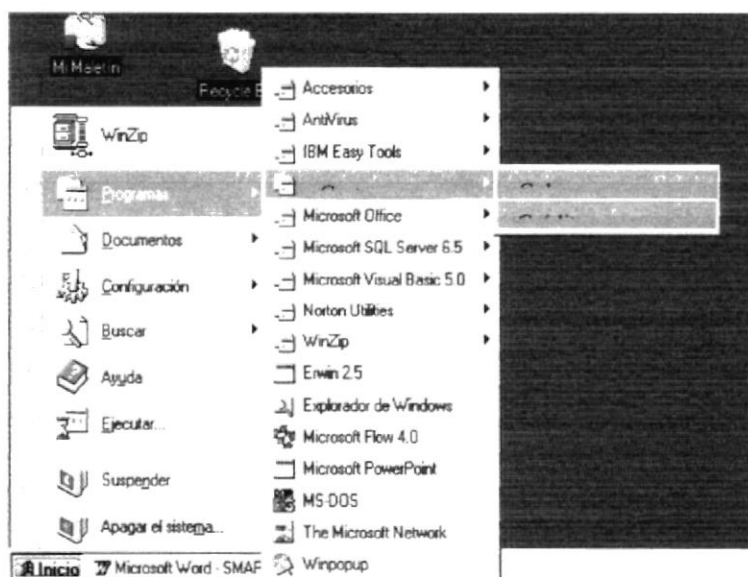 Mi Maletín
Recycle B
WinZip
Programas
Documentos
Configuración
Buscar
Ayuda
Ejecutar...
Suspender
Apagar el sistema...
Accesorios
AntiVirus
IBM Easy Tools
Microsoft Office
Microsoft SQL Server 6.5
Microsoft Visual Basic 5.0
Norton Utilities
WinZip
Erwin 2.5
Explorador de Windows
Microsoft Flow 4.0
Microsoft PowerPoint
MS-DOS
The Microsoft Network
Winpopup
Inicio
Microsoft Word - SMAF